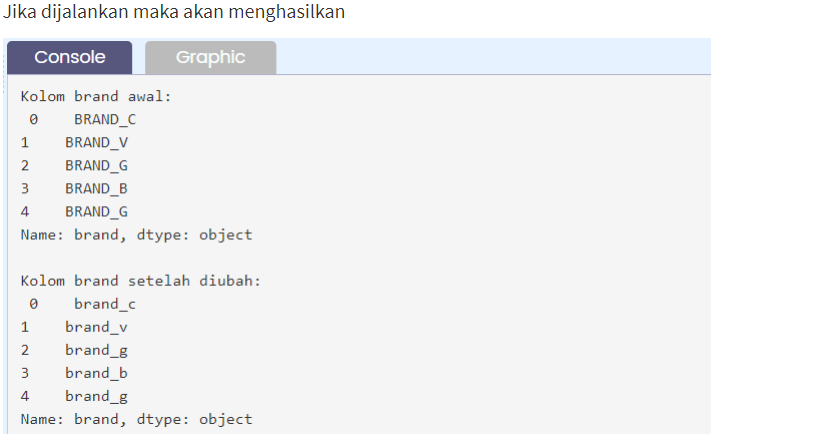 Jika dijalankan maka akan menghasilkan
Console Graphic
Kolom brand awal:
0 BRAND_C
1 BRAND_V
2 BRAND_G
3 BRAND_B
4 BRAND_G
Name: brand, dtype: object
Kolom brand setelah diubah:
0 brand_c
1 brand_v
2 brand_g
3 brand_b
4 brand_g
Name: brand, dtype: object